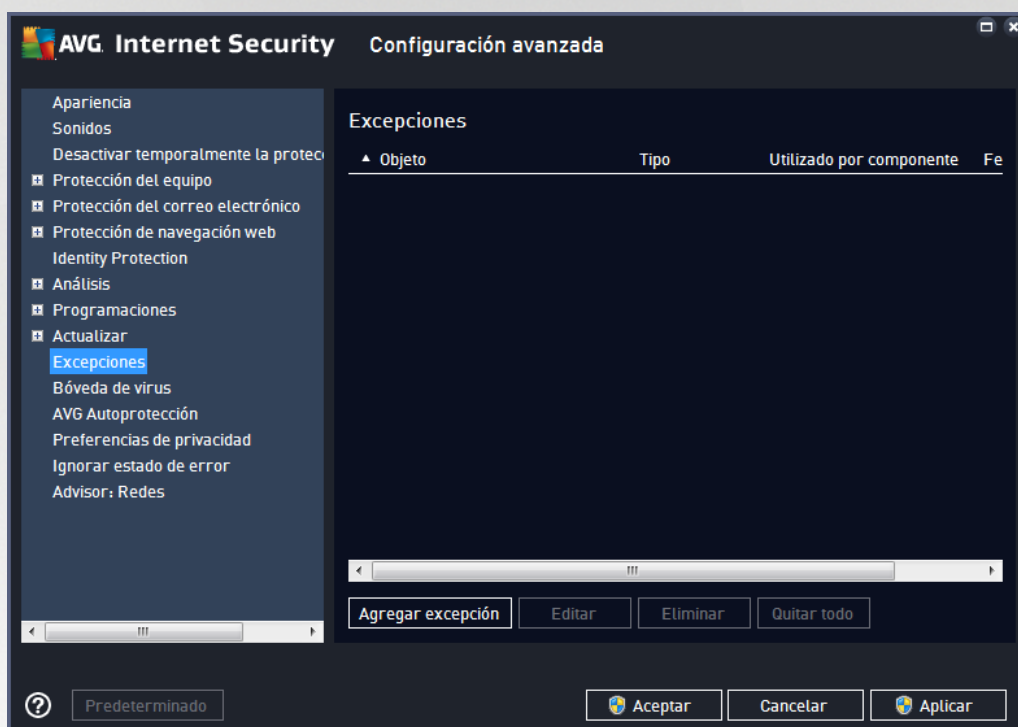 AVG. Internet Security
Configuración avanzada
Apariencia
Sonidos
Desactivar temporalmente la protec
Protección del equipo
Protección del correo electrónico
Protección de navegación web
Identity Protection
Análisis
Programaciones
Actualizar
Excepciones
Bóveda de virus
AVG Autoprotección
Preferencias de privacidad
Ignorar estado de error
Advisor: Redes
Excepciones
Objeto Tipo Utilizado por componente Fe
Agregar excepción Editar Eliminar Quitar todo
Predeterminado Aceptar Cancelar Aplicar